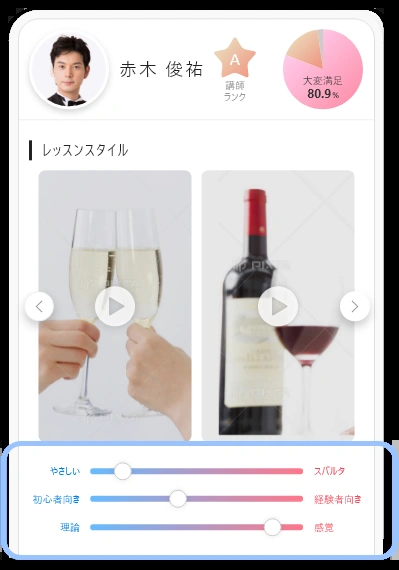 赤木 俊祐
A
講師
ランク
大変満足
80.9%
レッスンスタイル
やさしい
スパルタ
初心者向き
経験者向き
理論
感覚